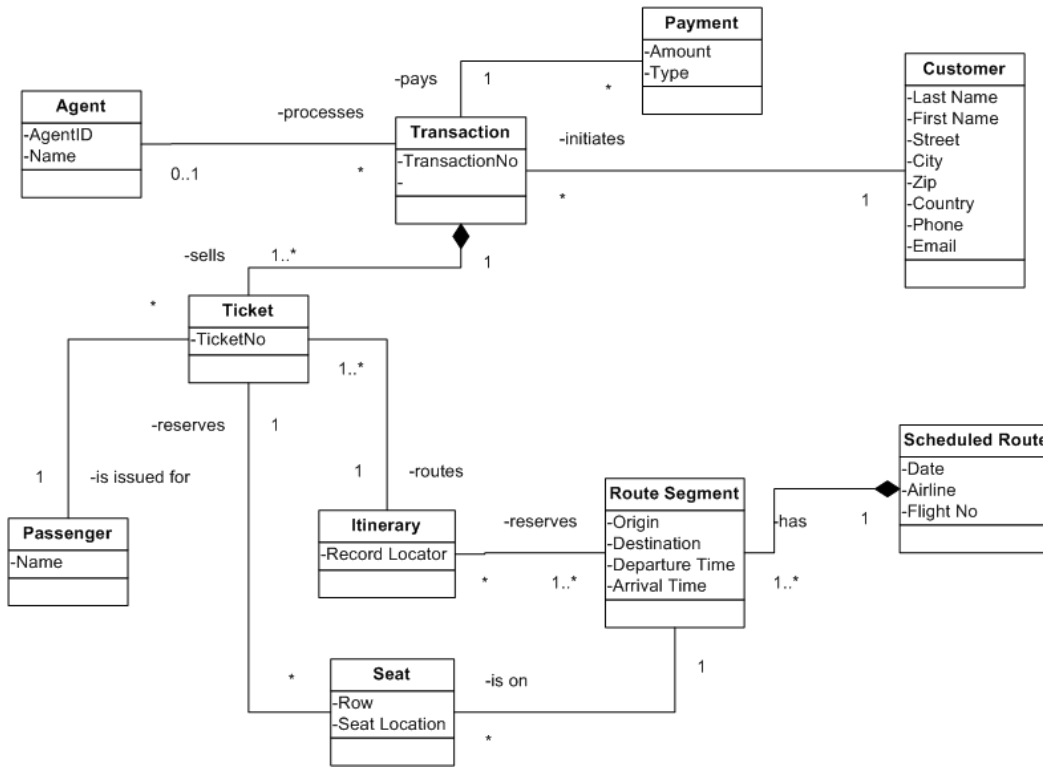 Payment
-Amount
-Type
-pays
1
*
Customer
-Last Name
-First Name
-Street
-City
-Zip
-Country
-Phone
-Email
Agent
-AgentID
-Name
-processes
0..1
*
Transaction
-TransactionNo
-
-initiates
*
1
-sells
1..*
1
Ticket
-TicketNo
*
1..*
-reserves
1
1
-is issued for
1
-routes
Passenger
-Name
Itinerary
-Record Locator
-reserves
*
1..*
Route Segment
-Origin
-Destination
-Departure Time
-Arrival Time
-has
1
1..*
Scheduled Route
-Date
-Airline
-Flight No
Seat
-Row
-Seat Location
*
-is on
1
*